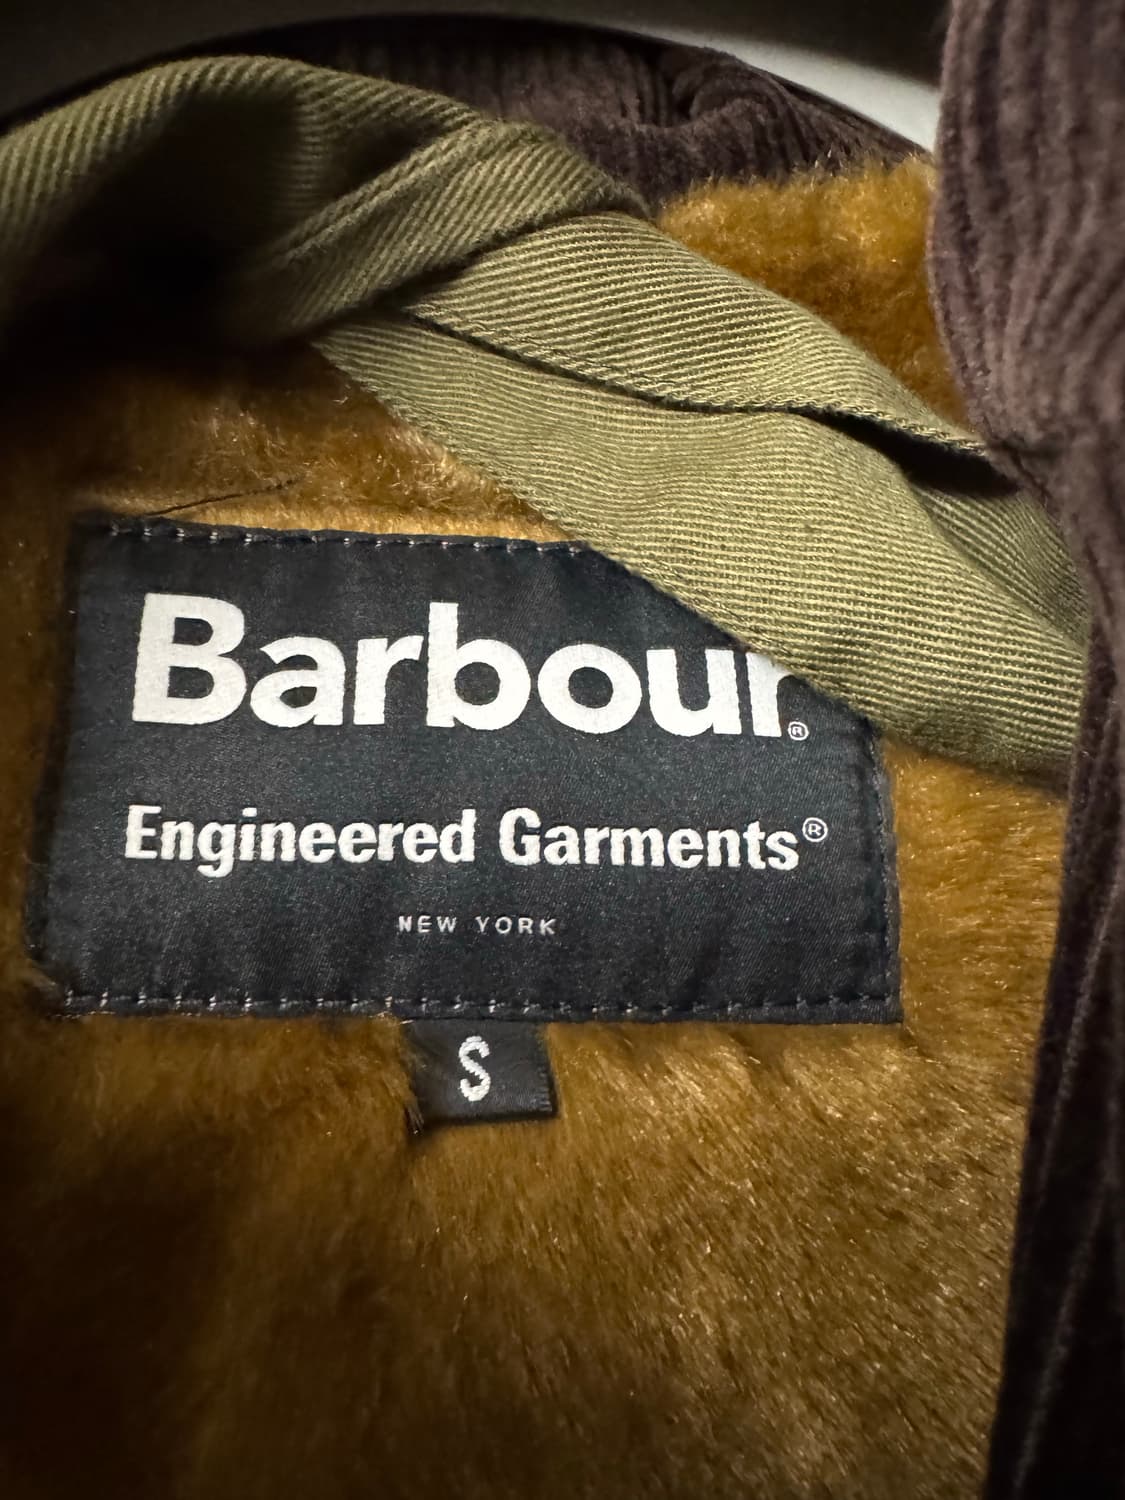 Barbour®
Engineered Garments®
NEW YORK
S